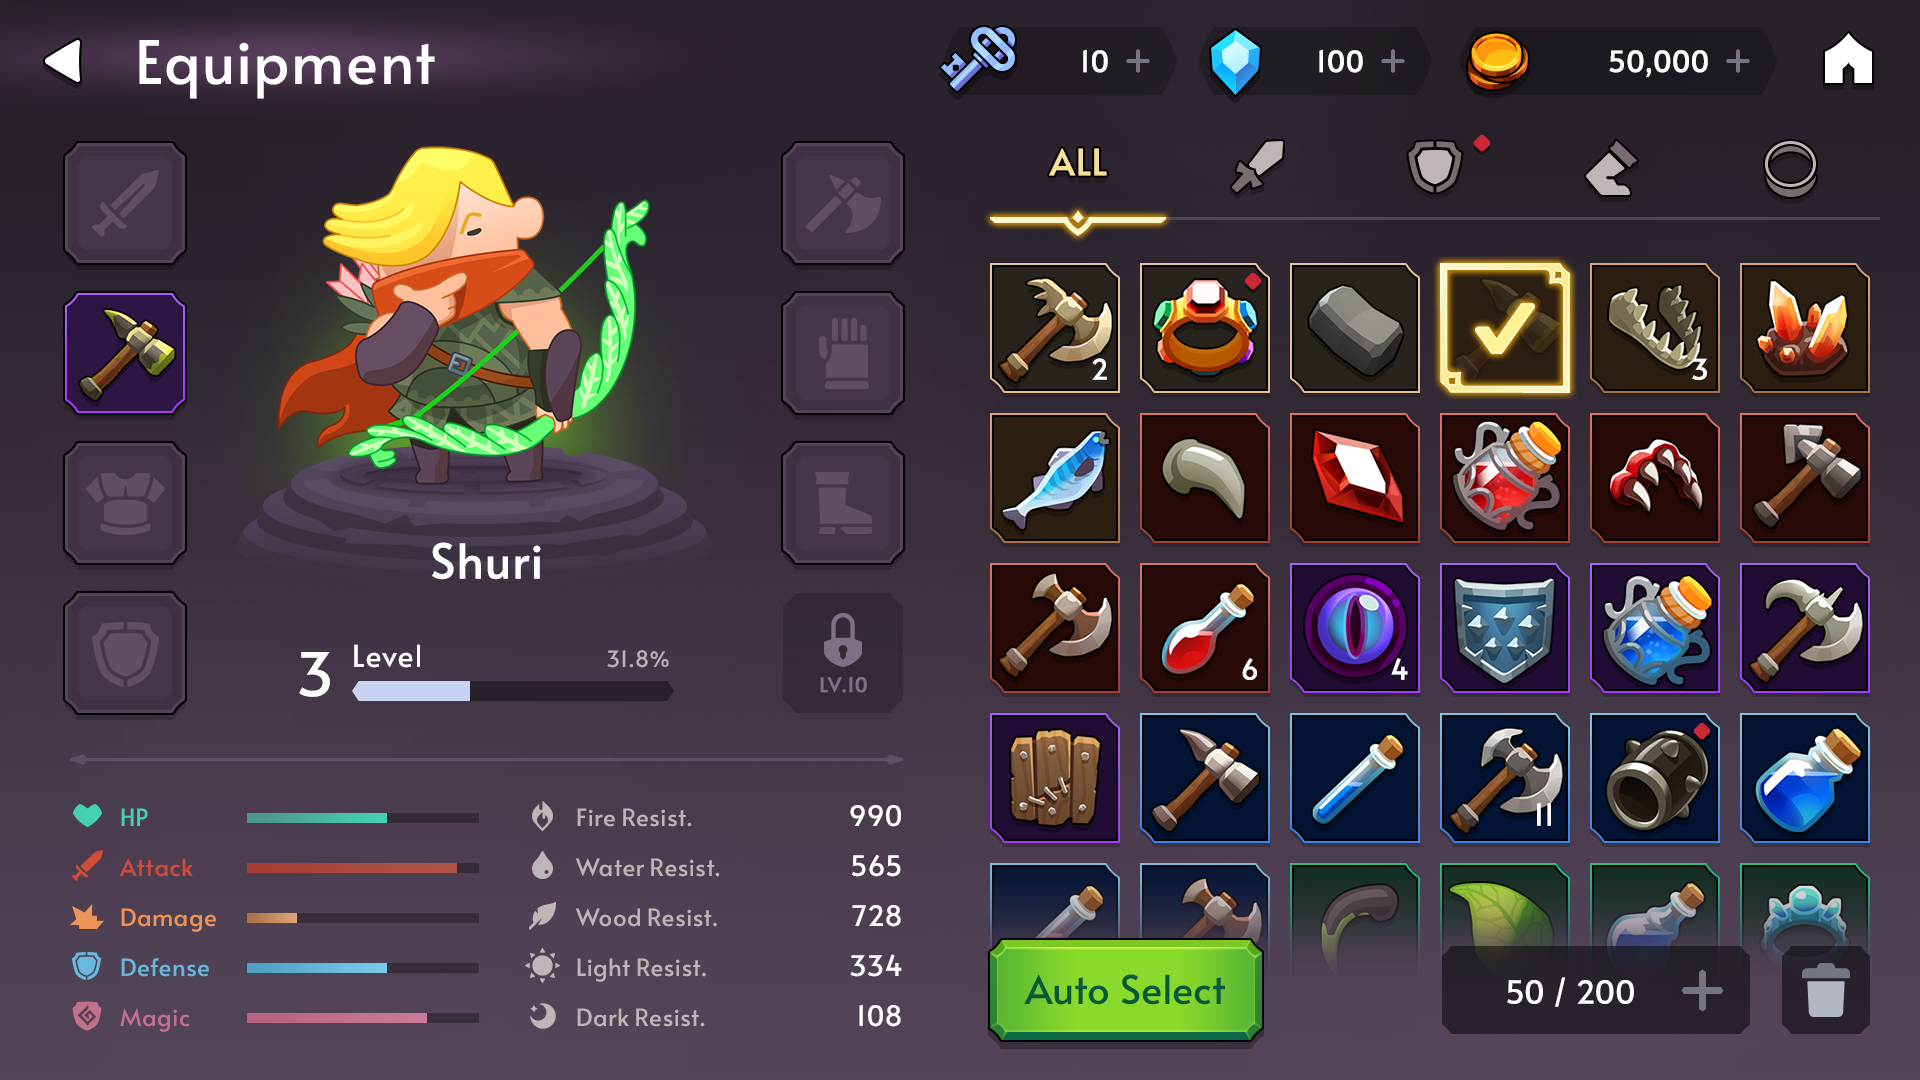 Equipment
10
100
50,000
ALL
2
3
Shuri
3
Level
31.8%
LV.10
6
4
11
HP
Attack
Damage
Defense
Magic
Fire Resist. 990
Water Resist. 565
Wood Resist. 728
Light Resist. 334
Dark Resist. 108
Auto Select
50 / 200